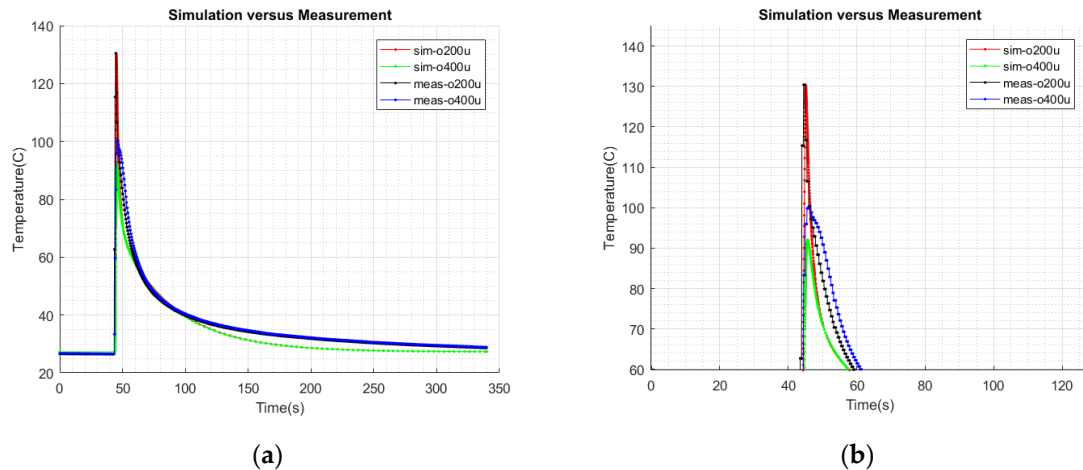 Simulation versus Measurement
140
120
100
80
60
40
20
0
50
100
150
200
250
300
350
Temperature(C)
Time(s)
sim-o200u
sim-o400u
meas-o200u
meas-o400u
(a)
Simulation versus Measurement
140
130
120
110
100
90
80
70
60
0
20
40
60
80
100
120
Temperature(C)
Time(s)
sim-o200u
sim-o400u
meas-o200u
meas-o400u
(b)